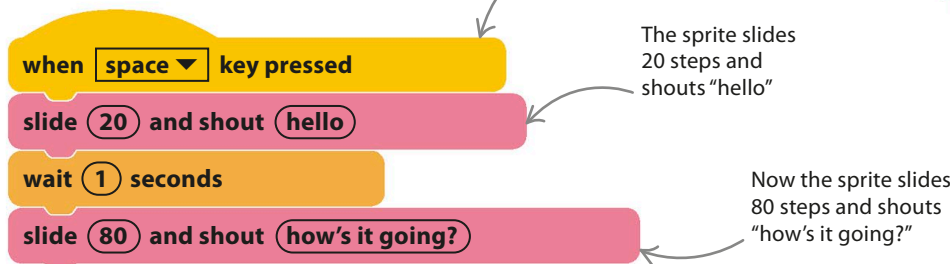 when space key pressed
slide 20 and shout hello
wait 1 seconds
slide 80 and shout how's it going?
The sprite slides
20 steps and
shouts “hello”
Now the sprite slides
80 steps and shouts
“how’s it going?”